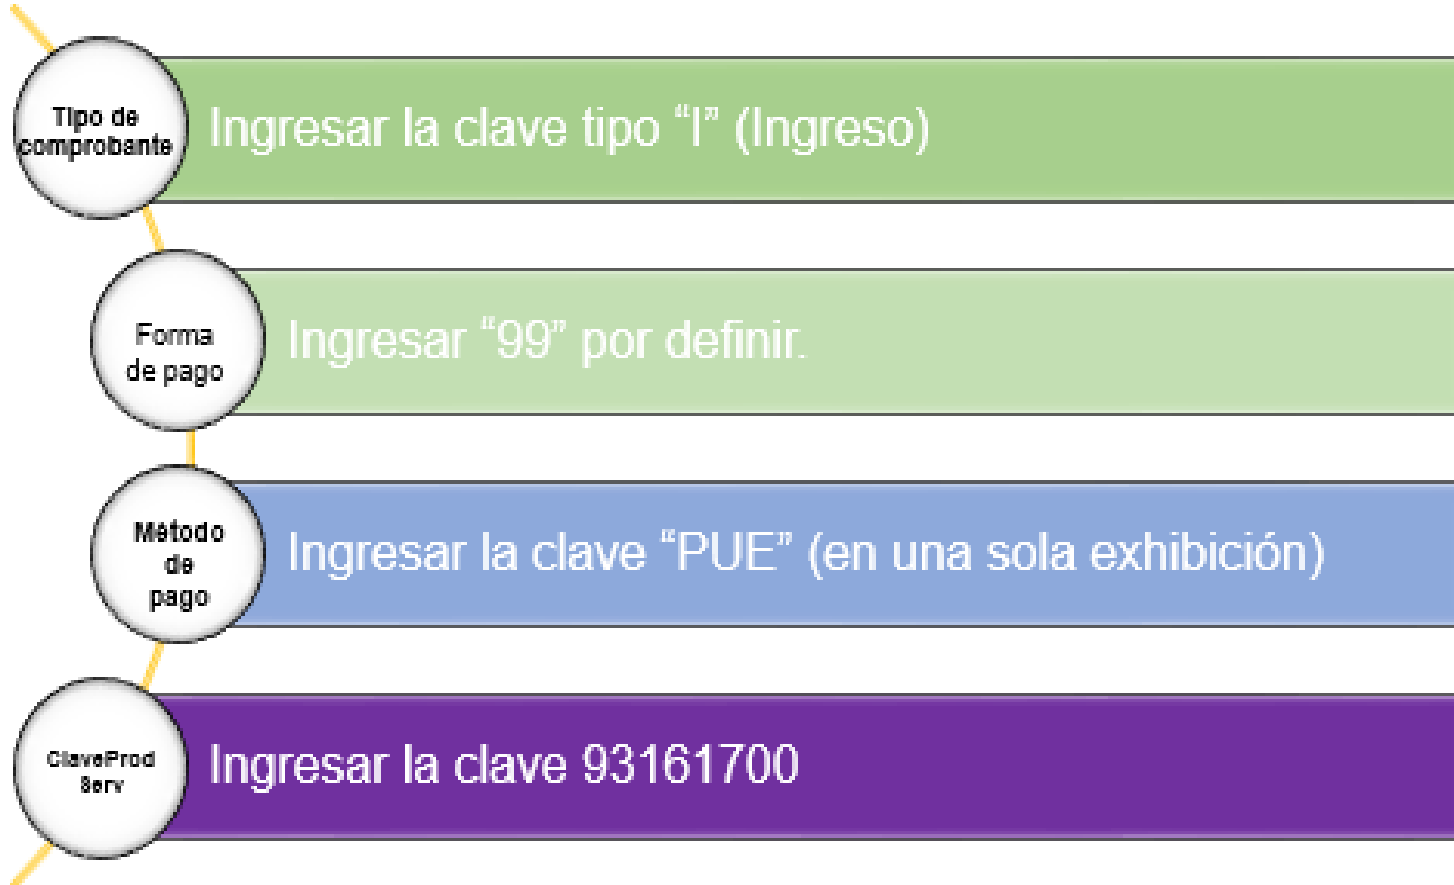 Tipo de
comprobante
Ingresar la clave tipo “I” (Ingreso)
Forma
de pago
Ingresar “99” por definir.
Método
de
pago
Ingresar la clave “PUE” (en una sola exhibición)
ClaveProd
Serv
Ingresar la clave 93161700